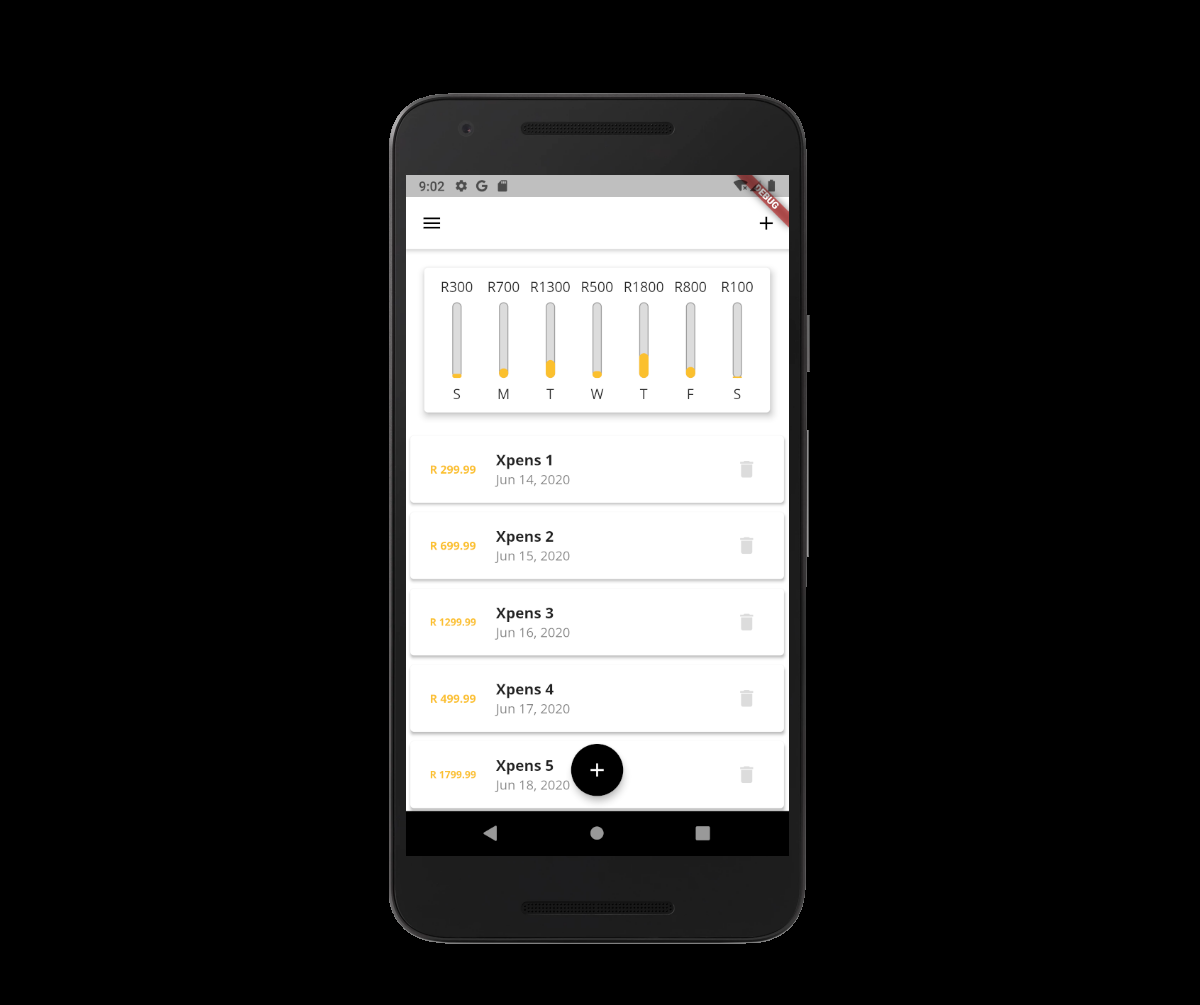 9:02
DEBUG
R300 R700 R1300 R500 R1800 R800 R100
S M T W T F S
R 299.99
Xpens 1
Jun 14, 2020
R 699.99
Xpens 2
Jun 15, 2020
R 1299.99
Xpens 3
Jun 16, 2020
R 499.99
Xpens 4
Jun 17, 2020
R 1799.99
Xpens 5
Jun 18, 2020